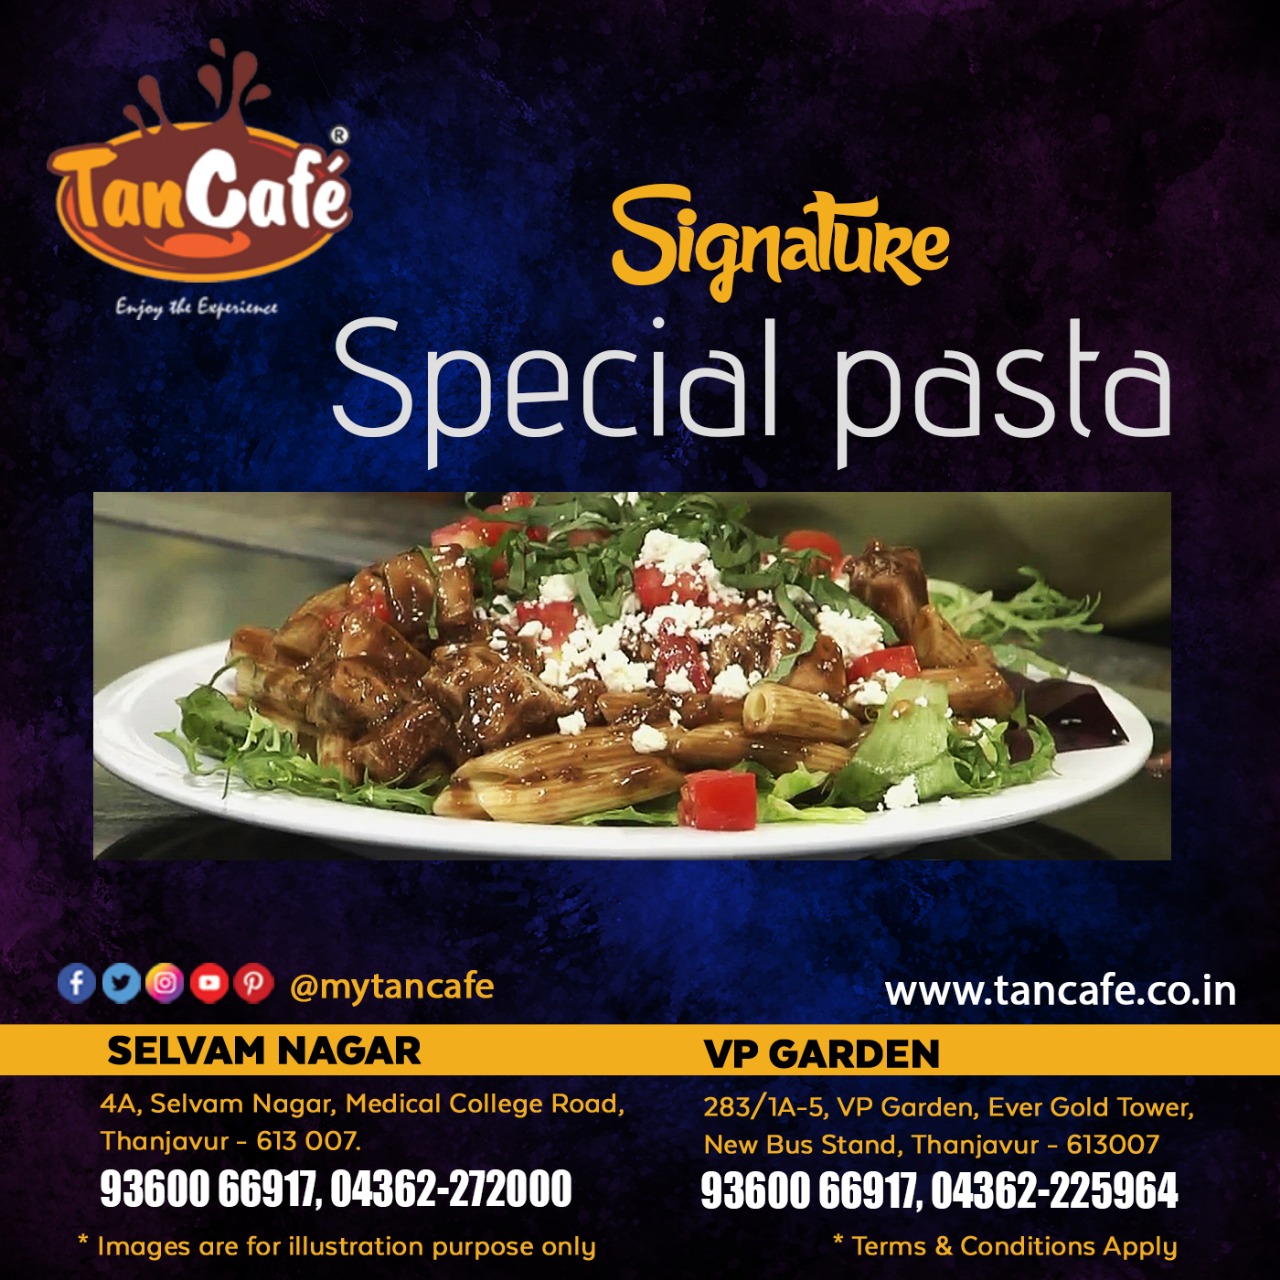 TanCafé ®
Enjoy the Experience
Signature
Special pasta
@mytancafe
www.tancafe.co.in
SELVAM NAGAR
4A, Selvam Nagar, Medical College Road,
Thanjavur - 613 007.
93600 66917, 04362-272000
* Images are for illustration purpose only
VP GARDEN
283/1A-5, VP Garden, Ever Gold Tower,
New Bus Stand, Thanjavur - 613007
93600 66917, 04362-225964
* Terms & Conditions Apply